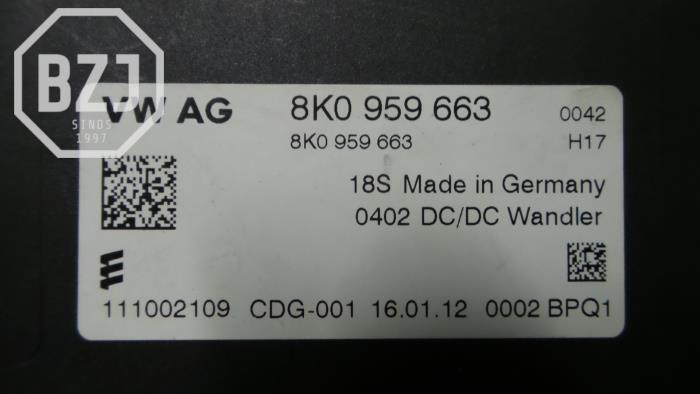 BZJ
SINDS
1997
VW AG 8K0 959 663 0042
8K0 959 663 H17
18S Made in Germany
0402 DC/DC Wandler
111002109 CDG-001 16.01.12 0002 BPQ1